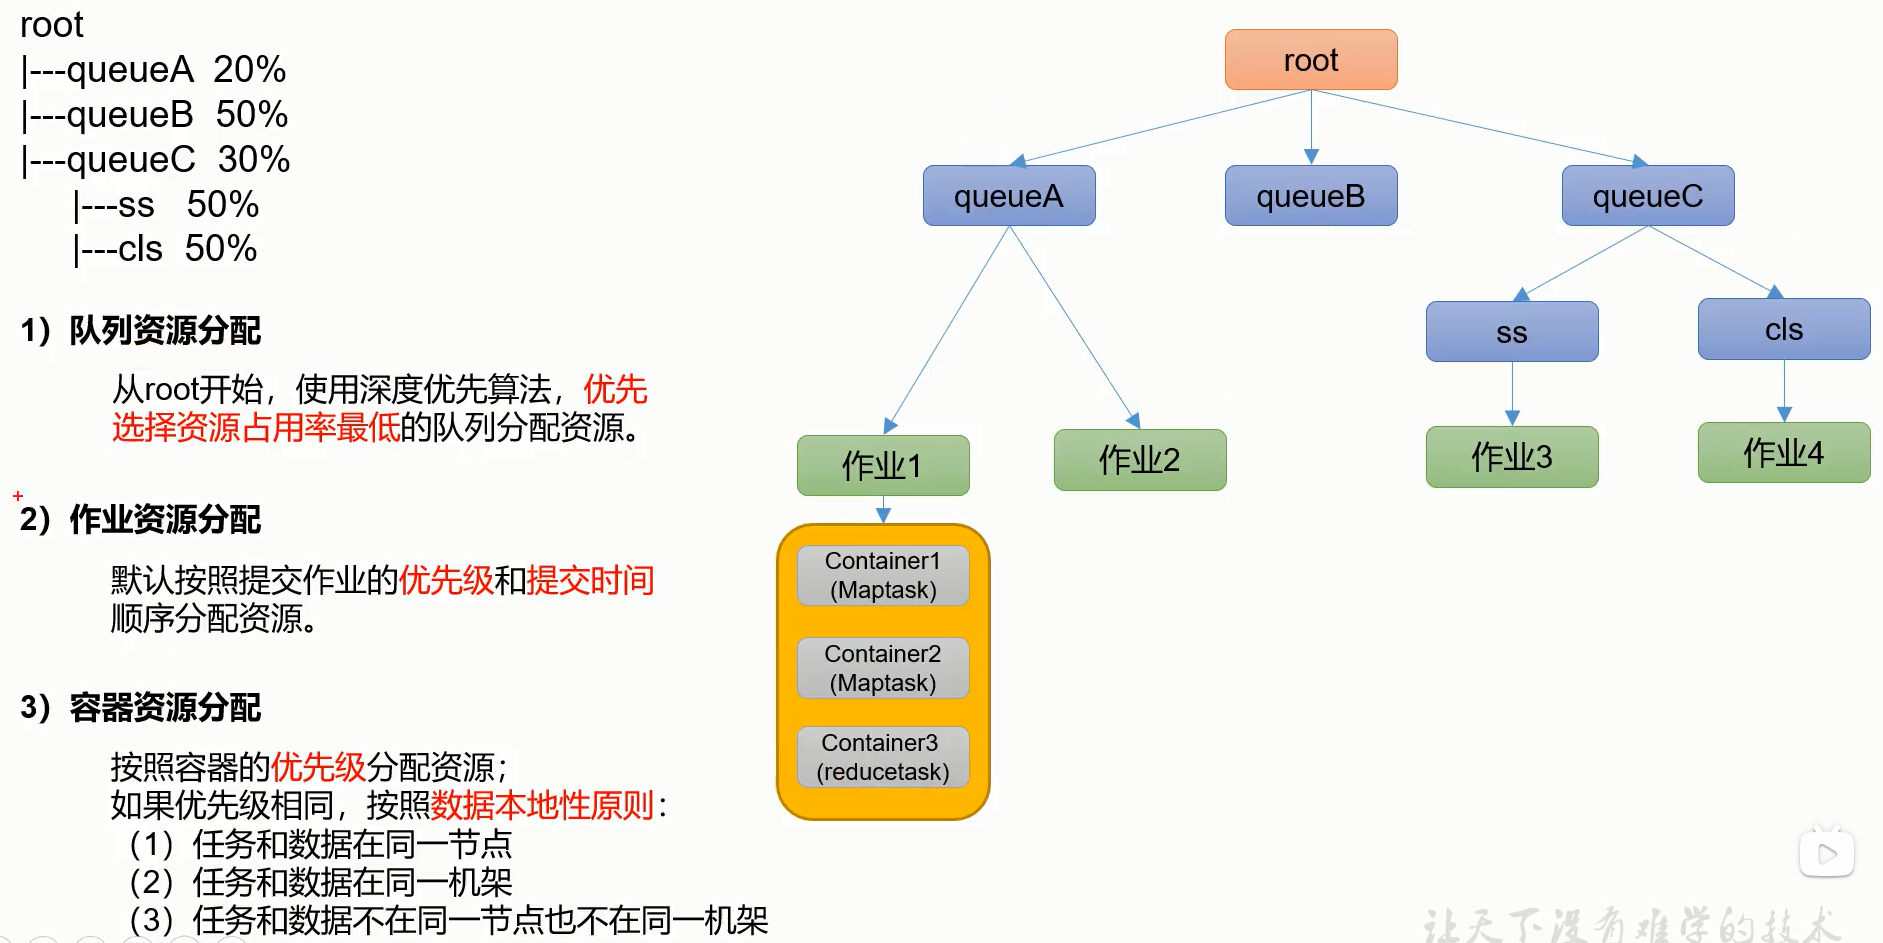 root
|---queueA 20%
|---queueB 50%
|---queueC 30%
|---ss 50%
|---cls 50%
1）队列资源分配
从root开始，使用深度优先算法，优先
选择资源占用率最低的队列分配资源。
2）作业资源分配
默认按照提交作业的优先级和提交时间
顺序分配资源。
3）容器资源分配
按照容器的优先级分配资源；
如果优先级相同，按照数据本地性原则：
（1）任务和数据在同一节点
（2）任务和数据在同一机架
（3）任务和数据不在同一节点也不在同一机架
root
queueA
queueB
queueC
ss
cls
作业1
作业2
作业3
作业4
Container1
(Maptask)
Container2
(Maptask)
Container3
(reducetask)
让天下没有难学的技术